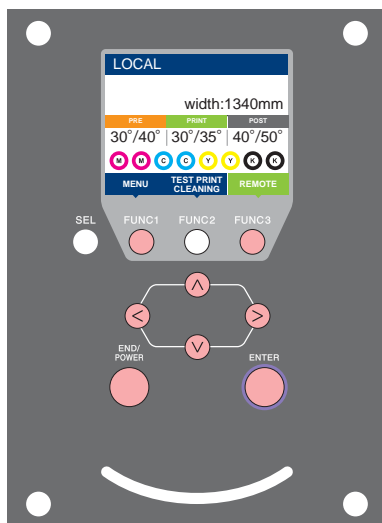 LOCAL
width:1340mm
PRE PRINT POST
30°/40° 30°/35° 40°/50°
M M C C Y Y K K
MENU TEST PRINT CLEANING REMOTE
SEL FUNC1 FUNC2 FUNC3
END/
POWER
ENTER